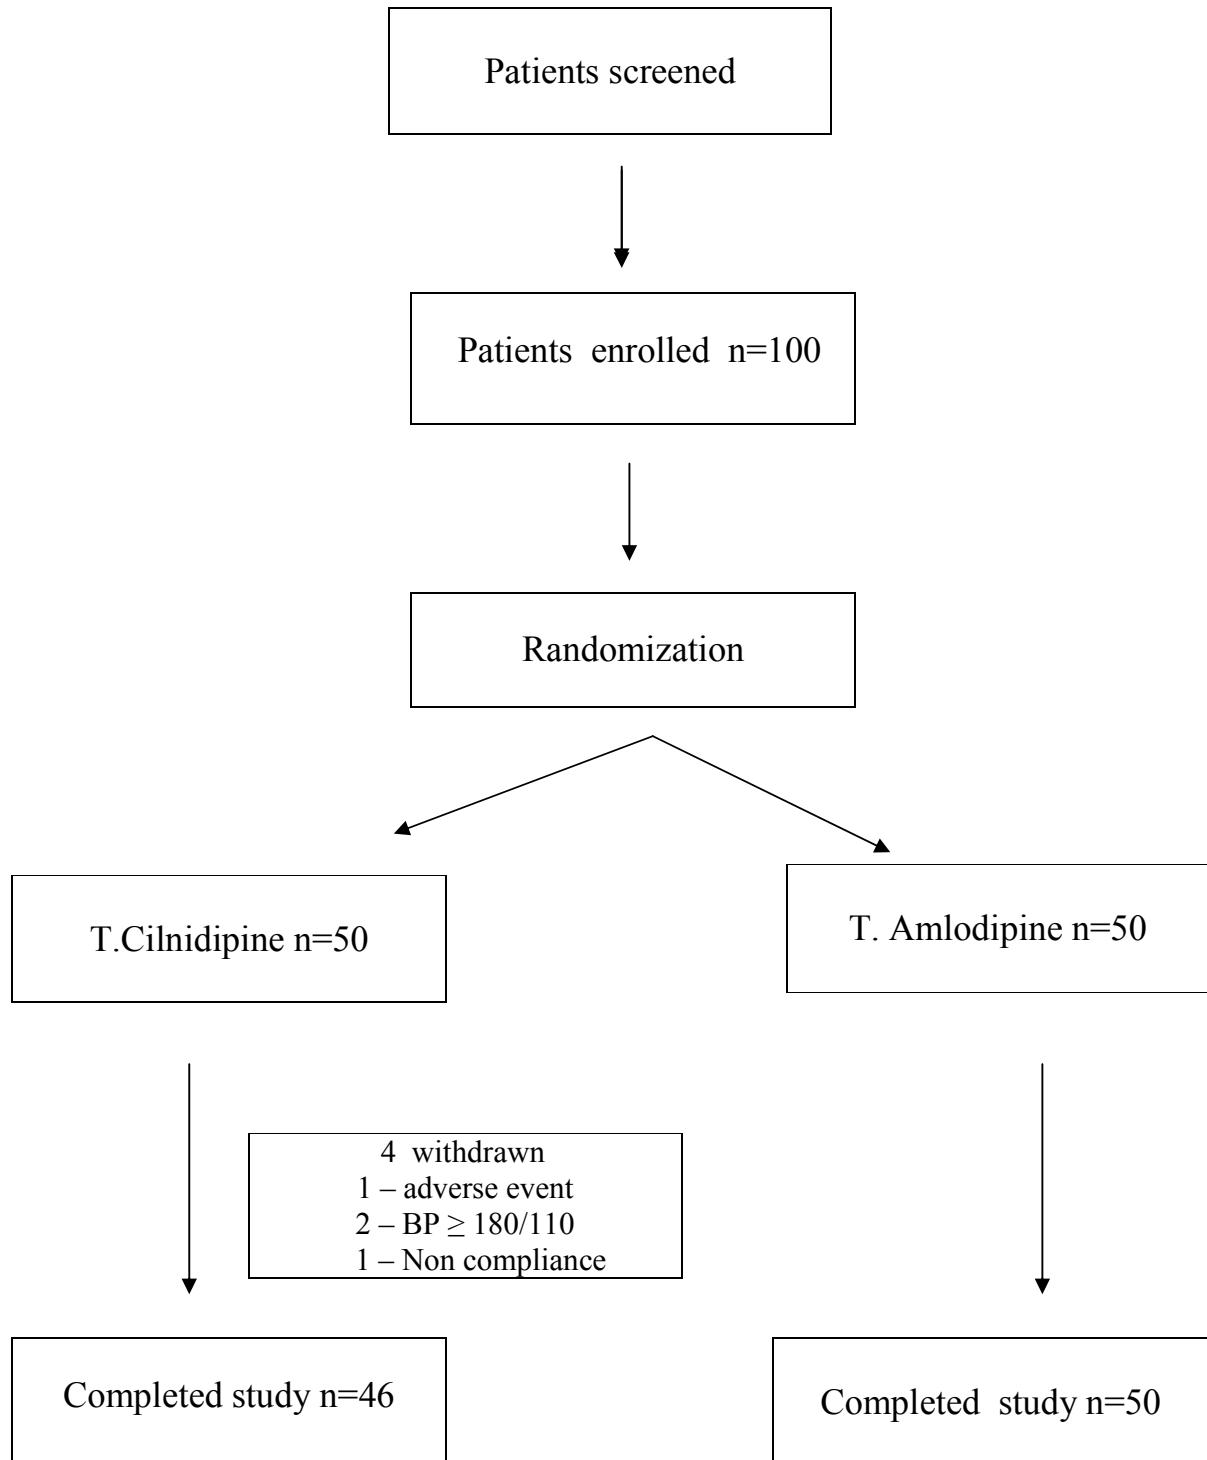 Patients screened
Patients enrolled n=100
Randomization
T.Cilnidipine n=50
T. Amlodipine n=50
4 withdrawn
1 – adverse event
2 – BP ≥ 180/110
1 – Non compliance
Completed study n=46
Completed study n=50